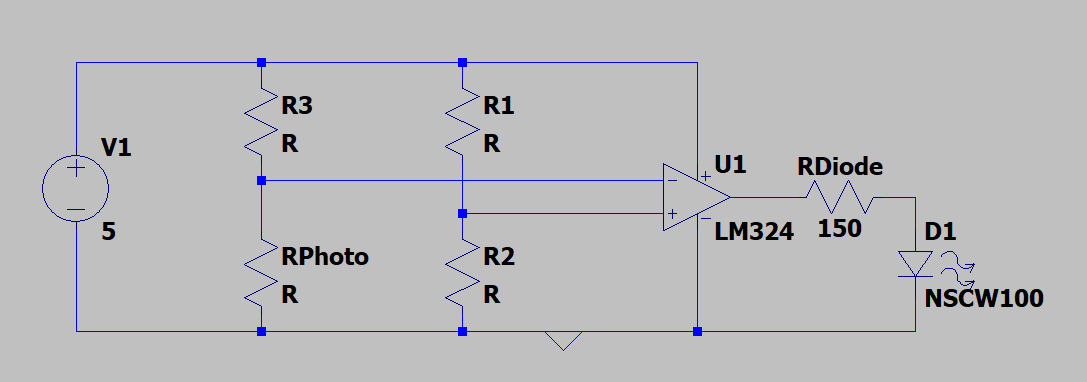 V1
5
R3
R
RPhoto
R
R1
R
R2
R
U1
LM324
RDiode
150
D1
NSCW100